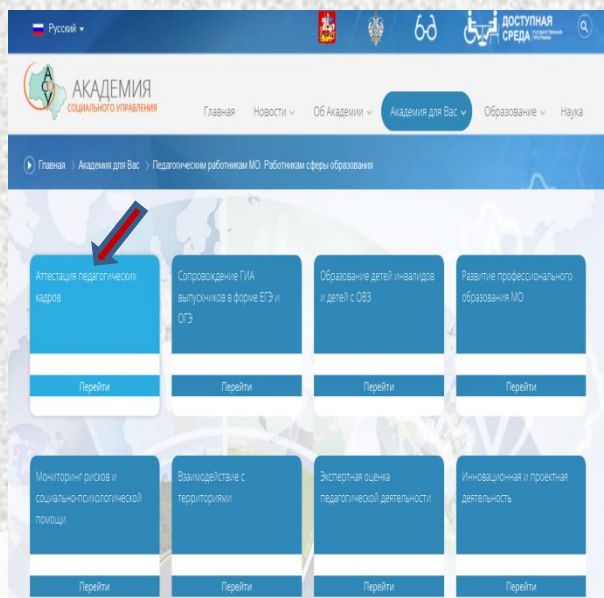 Русский
ДОСТУПНАЯ
СРЕДА
АСУ
АКАДЕМИЯ
СОЦИАЛЬНОГО УПРАВЛЕНИЯ
Главная Новости Об Академии Академия для Вас Образование Наука
Главная > Академия для Вас > Педагогическим работникам МО. Работникам сферы образования
Аттестация педагогических
кадров
Перейти
Сопровождение ГИА
выпускников в форме ЕГЭ и
ОГЭ
Перейти
Образование детей инвалидов
и детей с ОВЗ
Перейти
Развитие профессионального
образования МО
Перейти
Мониторинг рисков и
социально-психологической
помощи
Перейти
Взаимодействие с
территориями
Перейти
Экспертная оценка
педагогической деятельности
Перейти
Инновационная и проектная
деятельность
Перейти